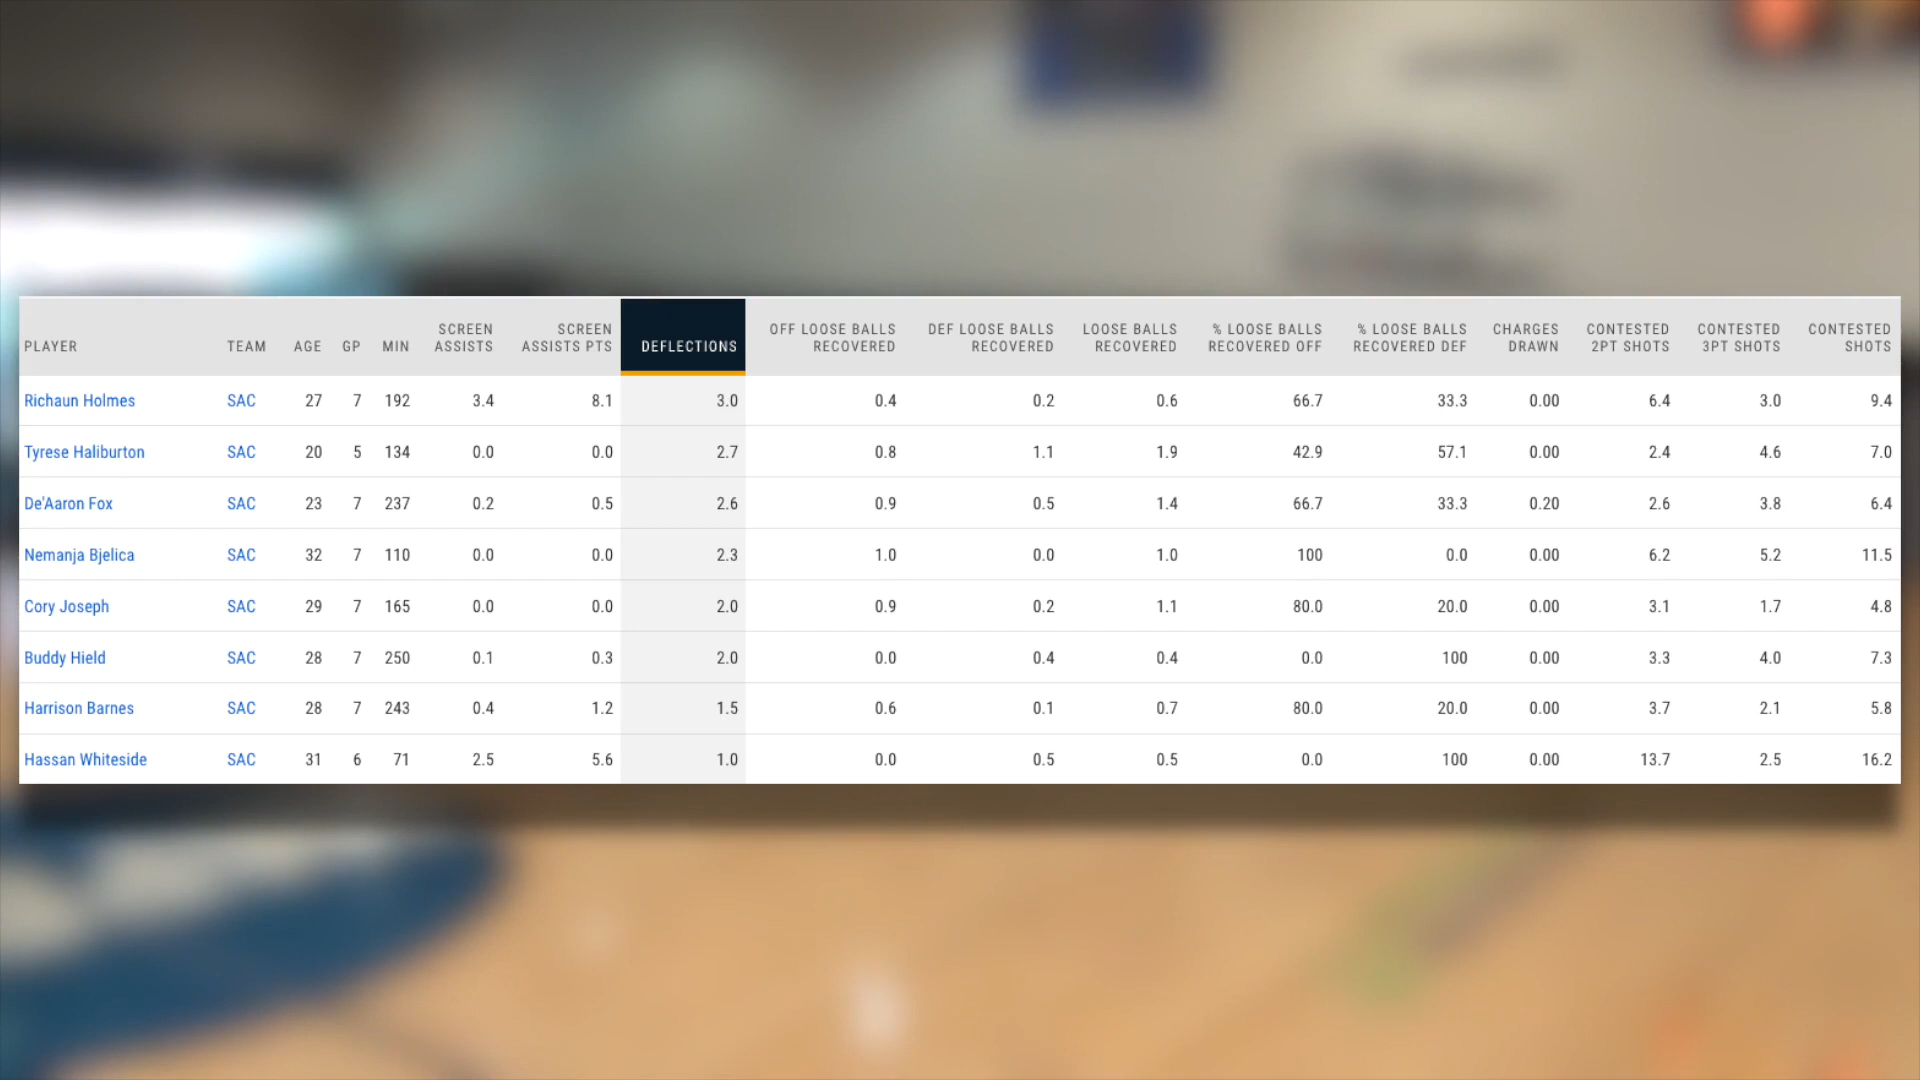 PLAYER TEAM AGE GP MIN SCREEN ASSISTS SCREEN ASSISTS PTS DEFLECTIONS OFF LOOSE BALLS RECOVERED DEF LOOSE BALLS RECOVERED LOOSE BALLS RECOVERED % LOOSE BALLS RECOVERED OFF % LOOSE BALLS RECOVERED DEF CHARGES DRAWN CONTESTED 2PT SHOTS CONTESTED 3PT SHOTS CONTESTED SHOTS
Richaun Holmes SAC 27 7 192 3.4 8.1 3.0 0.4 0.2 0.6 66.7 33.3 0.00 6.4 3.0 9.4
Tyrese Haliburton SAC 20 5 134 0.0 0.0 2.7 0.8 1.1 1.9 42.9 57.1 0.00 2.4 4.6 7.0
De'Aaron Fox SAC 23 7 237 0.2 0.5 2.6 0.9 0.5 1.4 66.7 33.3 0.20 2.6 3.8 6.4
Nemanja Bjelica SAC 32 7 110 0.0 0.0 2.3 1.0 0.0 1.0 100 0.0 0.00 6.2 5.2 11.5
Cory Joseph SAC 29 7 165 0.0 0.0 2.0 0.9 0.2 1.1 80.0 20.0 0.00 3.1 1.7 4.8
Buddy Hield SAC 28 7 250 0.1 0.3 2.0 0.0 0.4 0.4 0.0 100 0.00 3.3 4.0 7.3
Harrison Barnes SAC 28 7 243 0.4 1.2 1.5 0.6 0.1 0.7 80.0 20.0 0.00 3.7 2.1 5.8
Hassan Whiteside SAC 31 6 71 2.5 5.6 1.0 0.0 0.5 0.5 0.0 100 0.00 13.7 2.5 16.2